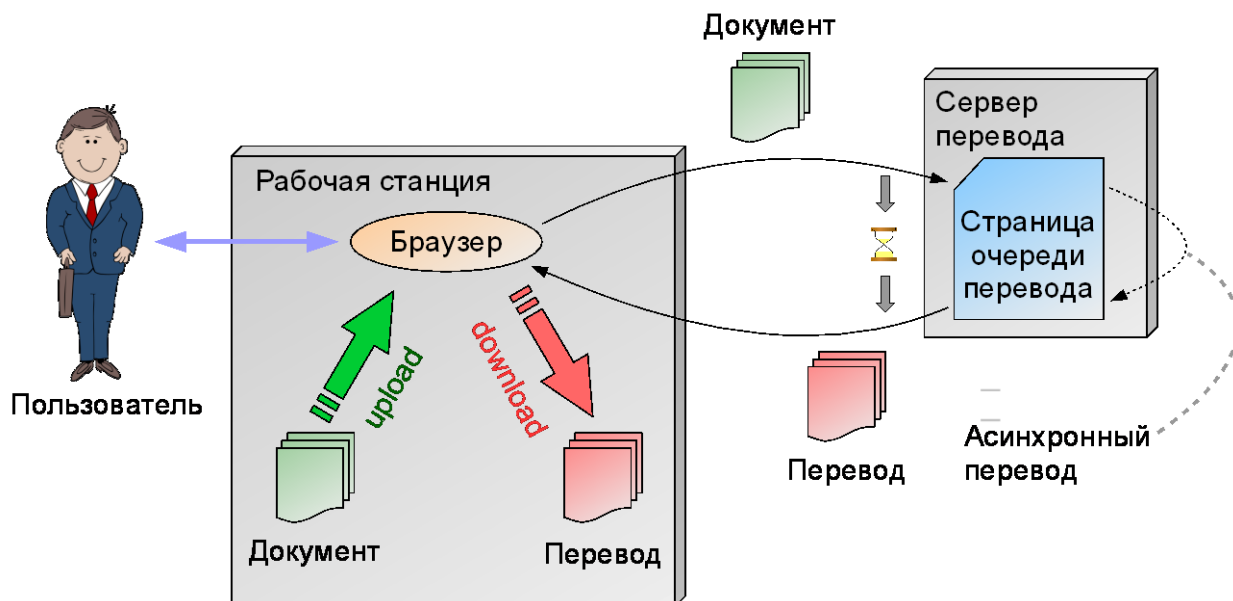 Документ
Сервер
перевода
Рабочая станция
Браузер
Страница
очереди
перевода
upload
download
Пользователь
Документ
Перевод
Перевод
Асинхронный
перевод